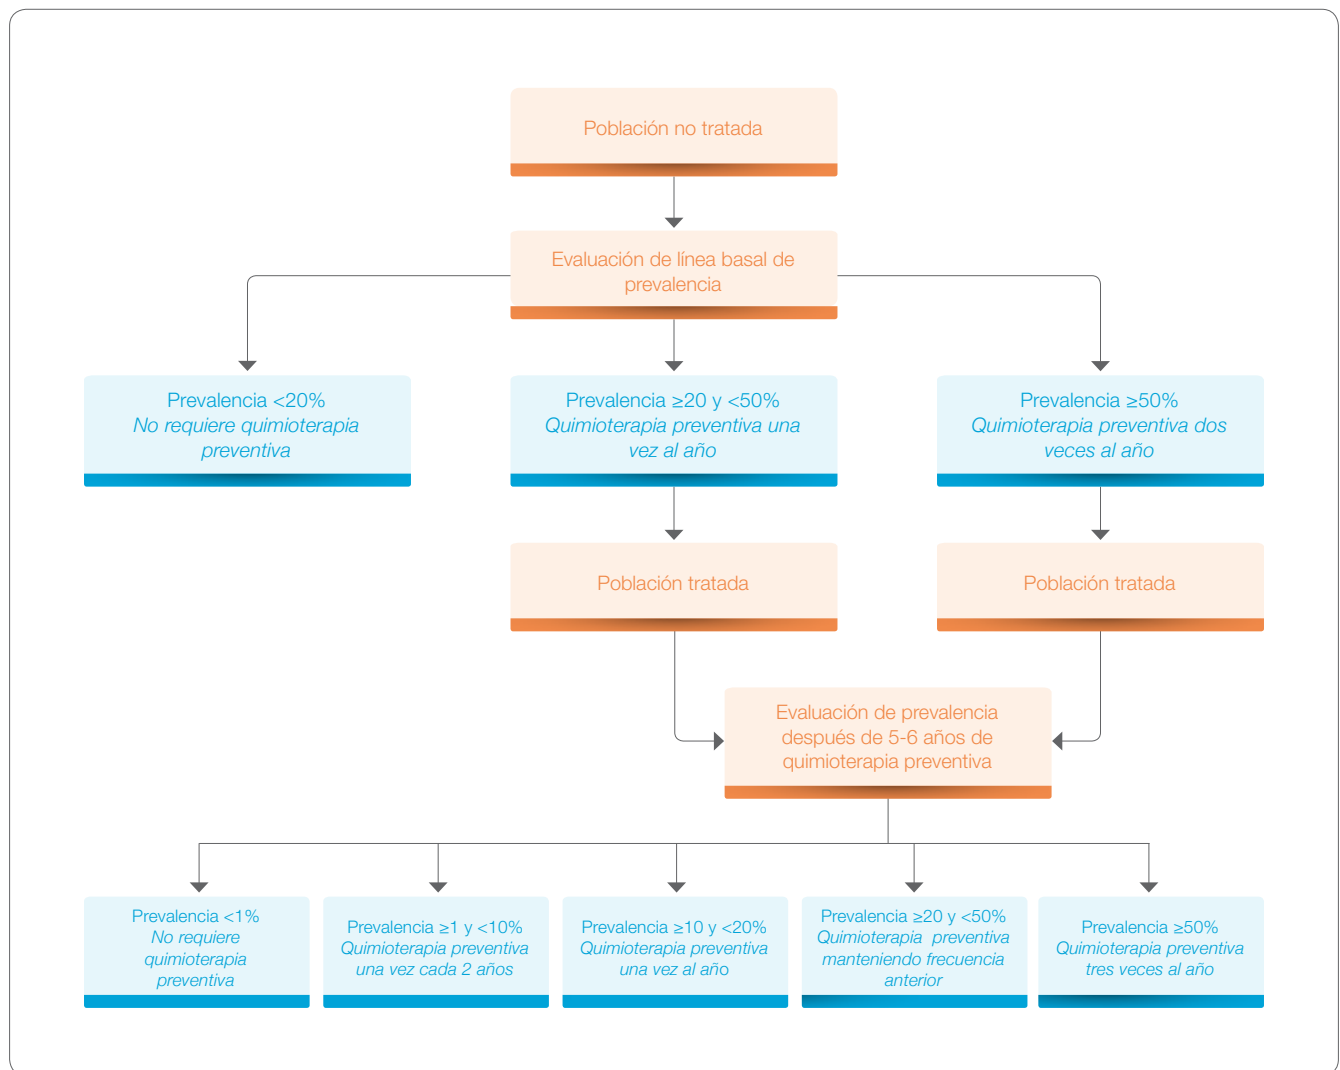 Población no tratada
Evaluación de línea basal de
prevalencia
Prevalencia <20%
No requiere quimioterapia
preventiva
Prevalencia ≥20 y <50%
Quimioterapia preventiva una
vez al año
Prevalencia ≥50%
Quimioterapia preventiva dos
veces al año
Población tratada
Población tratada
Evaluación de prevalencia
después de 5-6 años de
quimioterapia preventiva
Prevalencia <1%
No requiere
quimioterapia
preventiva
Prevalencia ≥1 y <10%
Quimioterapia preventiva
una vez cada 2 años
Prevalencia ≥10 y <20%
Quimioterapia preventiva
una vez al año
Prevalencia ≥20 y <50%
Quimioterapia preventiva
manteniendo frecuencia
anterior
Prevalencia ≥50%
Quimioterapia preventiva
tres veces al año